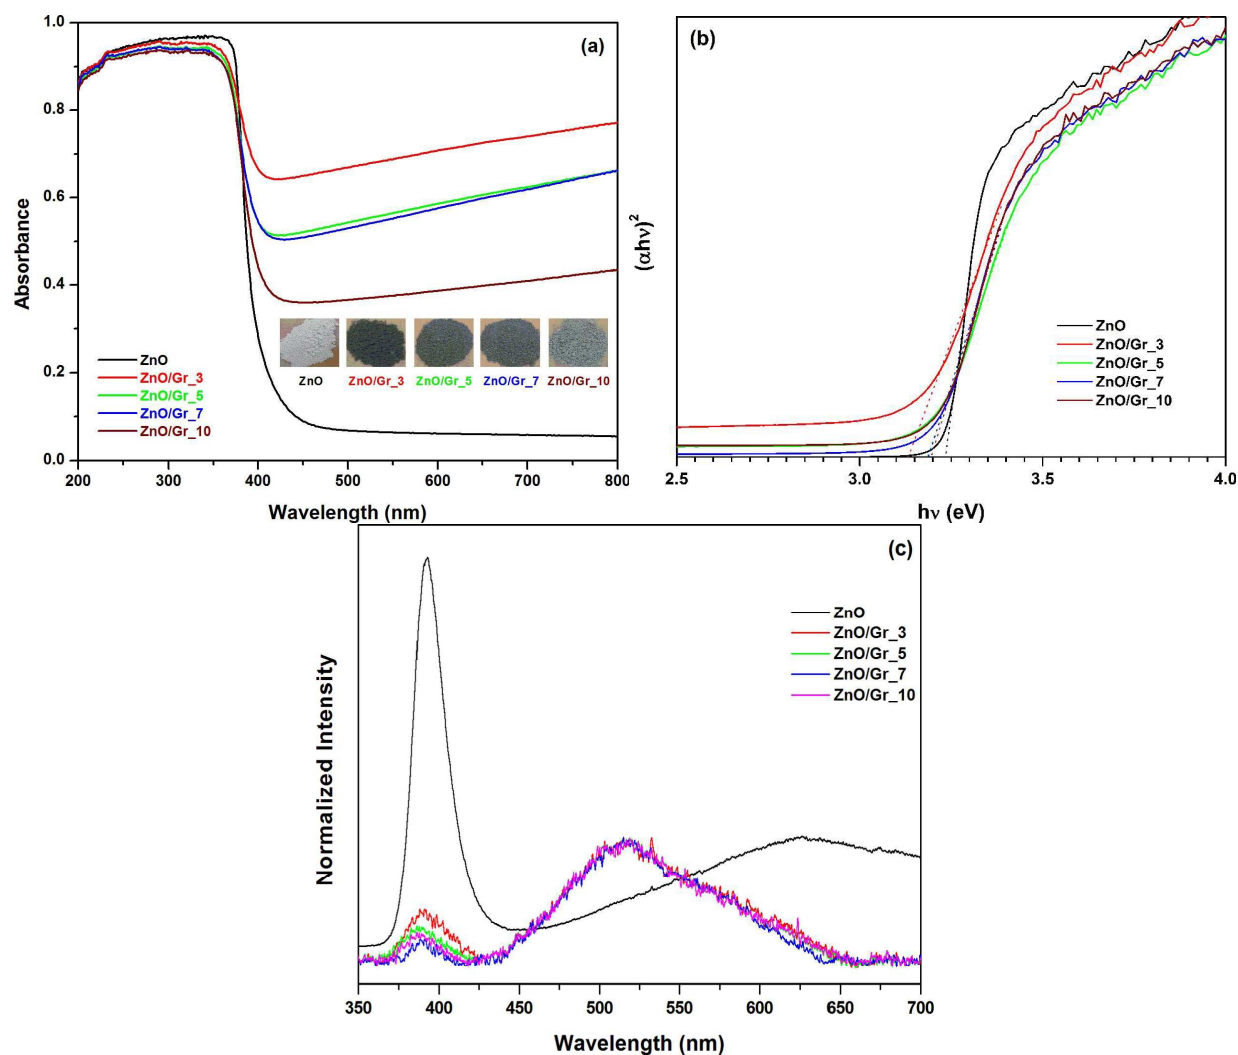 (a)
1.0
0.8
0.6
0.4
0.2
0.0
Absorbance
ZnO
ZnO/Gr_3
ZnO/Gr_5
ZnO/Gr_7
ZnO/Gr_10
ZnO ZnO/Gr_3 ZnO/Gr_5 ZnO/Gr_7 ZnO/Gr_10
200 300 400 500 600 700 800
Wavelength (nm)
(b)
(αhν)²
ZnO
ZnO/Gr_3
ZnO/Gr_5
ZnO/Gr_7
ZnO/Gr_10
2.5 3.0 3.5 4.0
hν (eV)
(c)
Normalized Intensity
ZnO
ZnO/Gr_3
ZnO/Gr_5
ZnO/Gr_7
ZnO/Gr_10
350 400 450 500 550 600 650 700
Wavelength (nm)